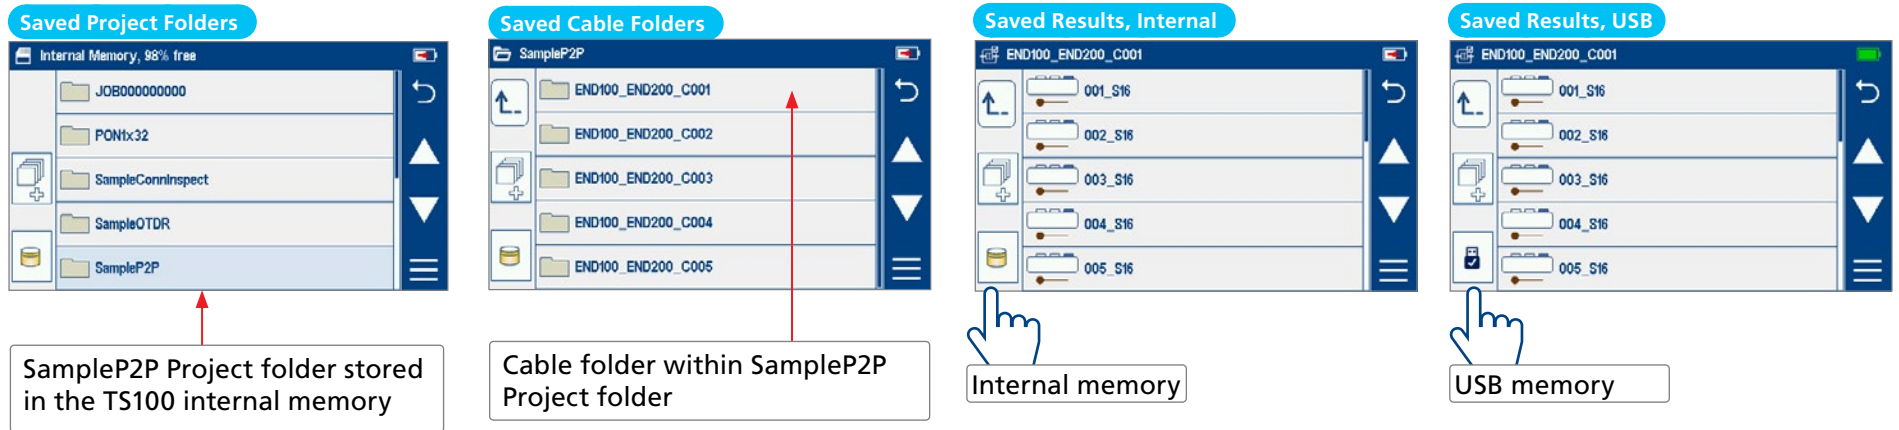 Saved Project Folders
Internal Memory, 98% free
JOB000000000
PON1x32
SampleConnInspect
SampleOTDR
SampleP2P
SampleP2P Project folder stored
in the TS100 internal memory
Saved Cable Folders
SampleP2P
END100_END200_C001
END100_END200_C002
END100_END200_C003
END100_END200_C004
END100_END200_C005
Cable folder within SampleP2P
Project folder
Saved Results, Internal
END100_END200_C001
001_S16
002_S16
003_S16
004_S16
005_S16
Internal memory
Saved Results, USB
END100_END200_C001
001_S16
002_S16
003_S16
004_S16
005_S16
USB memory